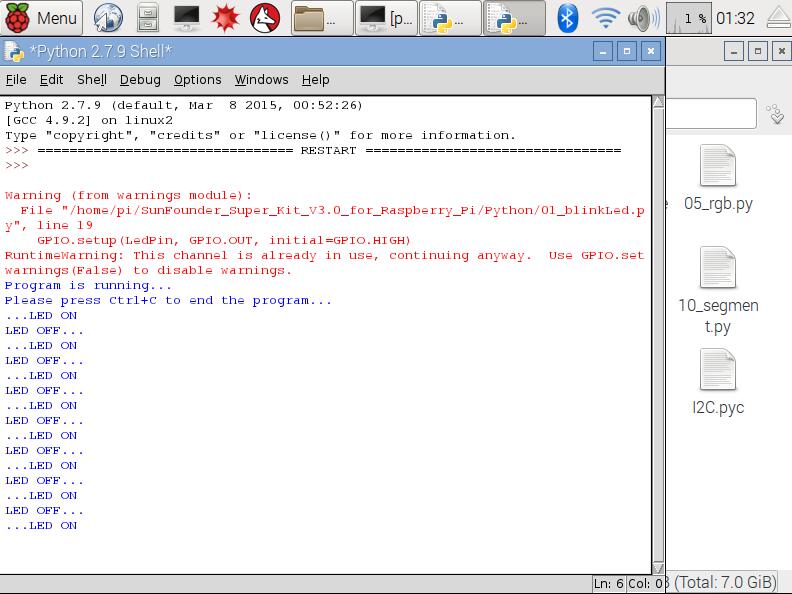 Menu
[p...
...
...
...
1 %
01:32
*Python 2.7.9 Shell*
File Edit Shell Debug Options Windows Help
Python 2.7.9 (default, Mar  8 2015, 00:52:26)
[GCC 4.9.2] on linux2
Type "copyright", "credits" or "license()" for more information.
>>> ================================ RESTART ================================
>>>
Warning (from warnings module):
  File "/home/pi/SunFounder_Super_Kit_V3.0_for_Raspberry_Pi/Python/01_blinkLed.p
y", line 19
    GPIO.setup(LedPin, GPIO.OUT, initial=GPIO.HIGH)
RuntimeWarning: This channel is already in use, continuing anyway.  Use GPIO.set
warnings(False) to disable warnings.
Program is running...
Please press Ctrl+C to end the program...
...LED ON
LED OFF...
...LED ON
LED OFF...
...LED ON
LED OFF...
...LED ON
LED OFF...
...LED ON
LED OFF...
...LED ON
LED OFF...
...LED ON
LED OFF...
...LED ON
Ln: 6 Col: 0
05_rgb.py
10_segmen
t.py
I2C.pyc
(Total: 7.0 GiB)